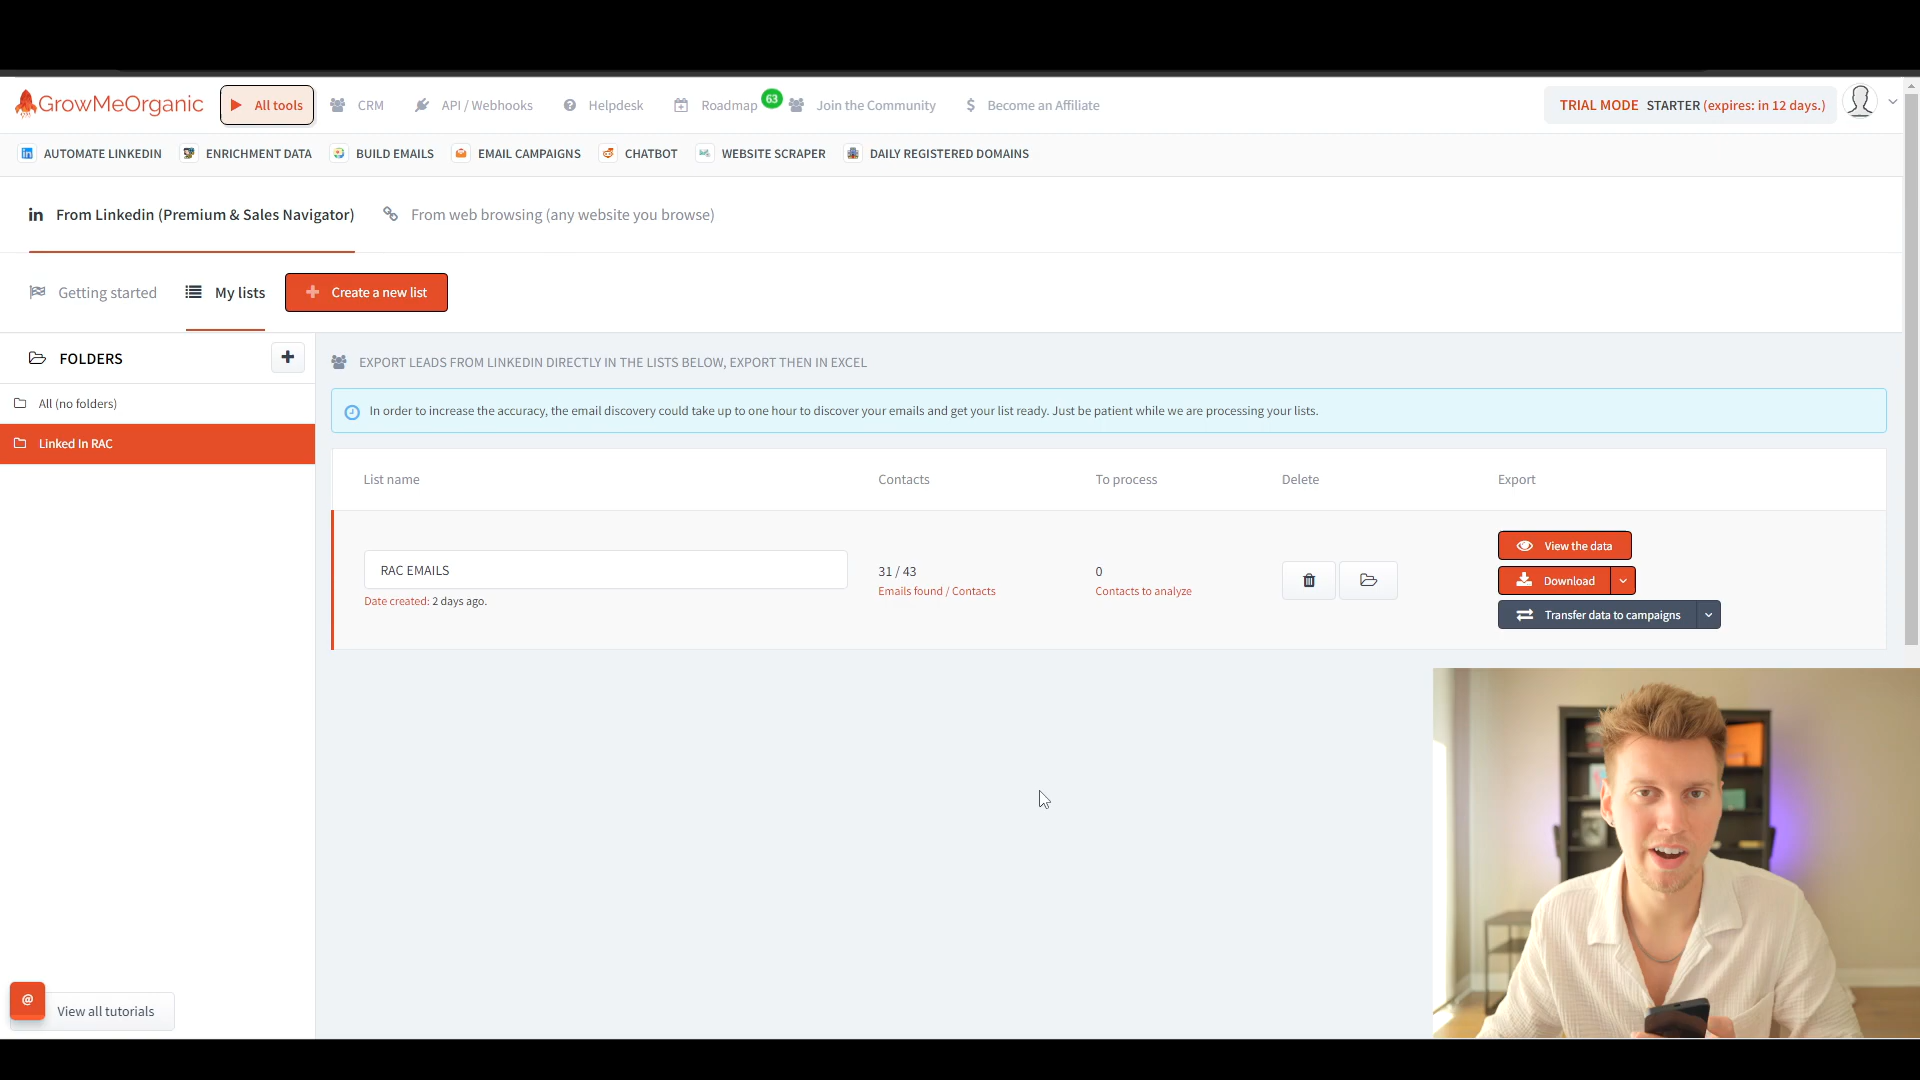 GrowMeOrganic
All tools
CRM
API / Webhooks
Helpdesk
Roadmap
63
Join the Community
$ Become an Affiliate
TRIAL MODE STARTER (expires: in 12 days.)
AUTOMATE LINKEDIN
ENRICHMENT DATA
BUILD EMAILS
EMAIL CAMPAIGNS
CHATBOT
WEBSITE SCRAPER
DAILY REGISTERED DOMAINS
in From Linkedin (Premium & Sales Navigator)
From web browsing (any website you browse)
Getting started
My lists
+ Create a new list
FOLDERS
+
All (no folders)
Linked In RAC
EXPORT LEADS FROM LINKEDIN DIRECTLY IN THE LISTS BELOW, EXPORT THEN IN EXCEL
In order to increase the accuracy, the email discovery could take up to one hour to discover your emails and get your list ready. Just be patient while we are processing your lists.
List name
Contacts
To process
Delete
Export
RAC EMAILS
Date created: 2 days ago.
31 / 43
Emails found / Contacts
0
Contacts to analyze
View the data
Download
Transfer data to campaigns
@
View all tutorials